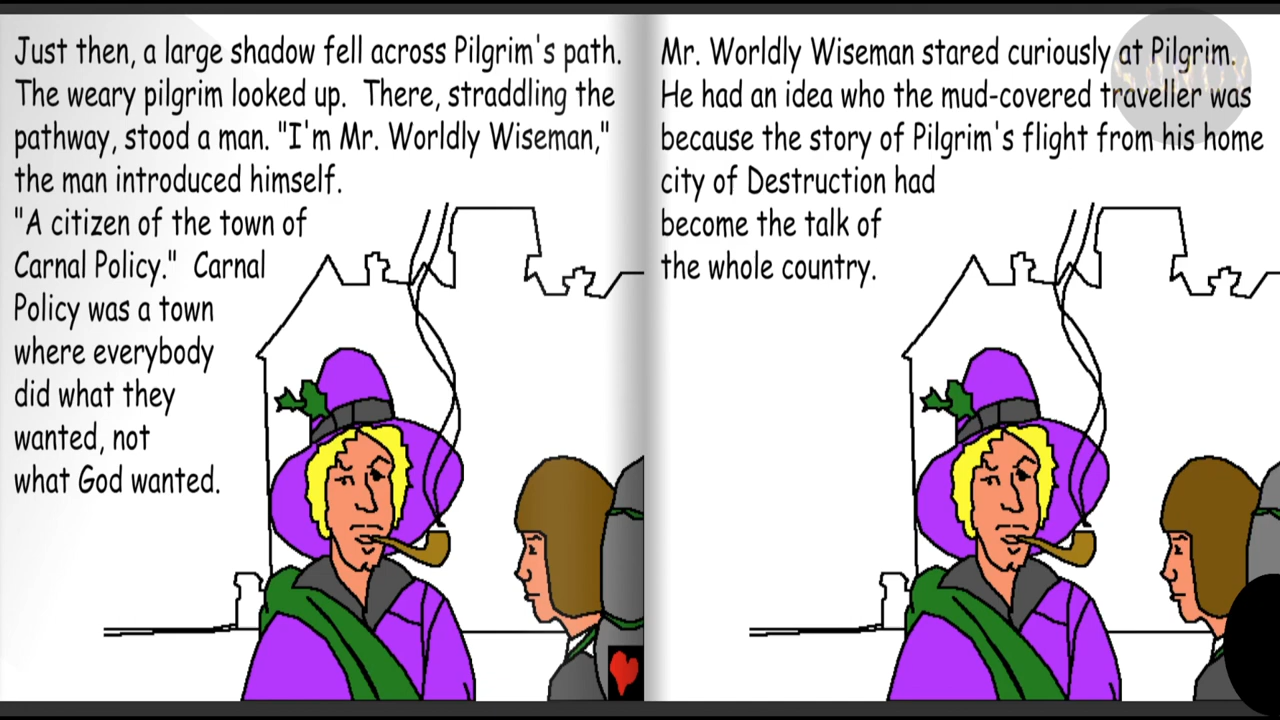 Just then, a large shadow fell across Pilgrim's path.
The weary pilgrim looked up.  There, straddling the
pathway, stood a man. "I'm Mr. Worldly Wiseman,"
the man introduced himself.
"A citizen of the town of
Carnal Policy."  Carnal
Policy was a town
where everybody
did what they
wanted, not
what God wanted.
Mr. Worldly Wiseman stared curiously at Pilgrim.
He had an idea who the mud-covered traveller was
because the story of Pilgrim's flight from his home
city of Destruction had
become the talk of
the whole country.